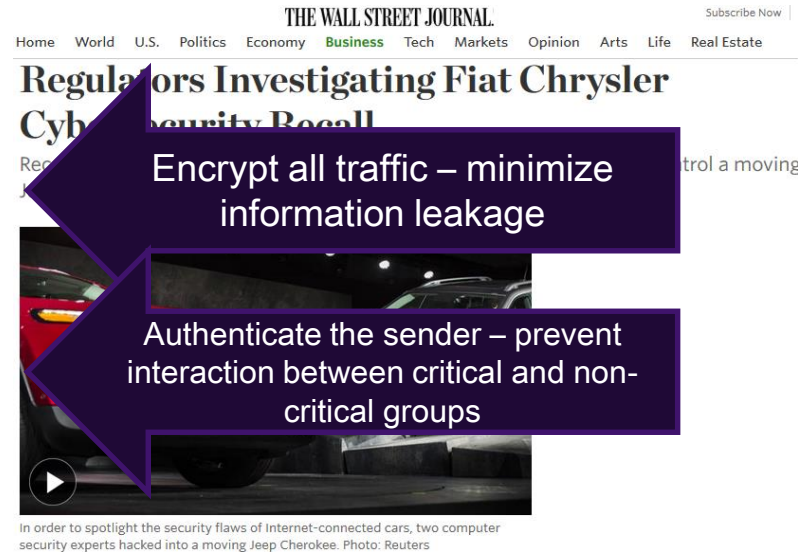 THE WALL STREET JOURNAL.
Subscribe Now
Home World U.S. Politics Economy Business Tech Markets Opinion Arts Life Real Estate
Regulators Investigating Fiat Chrysler
Cybersecurity Recall
trol a moving
Encrypt all traffic – minimize
information leakage
Authenticate the sender – prevent
interaction between critical and non-
critical groups
In order to spotlight the security flaws of Internet-connected cars, two computer
security experts hacked into a moving Jeep Cherokee. Photo: Reuters